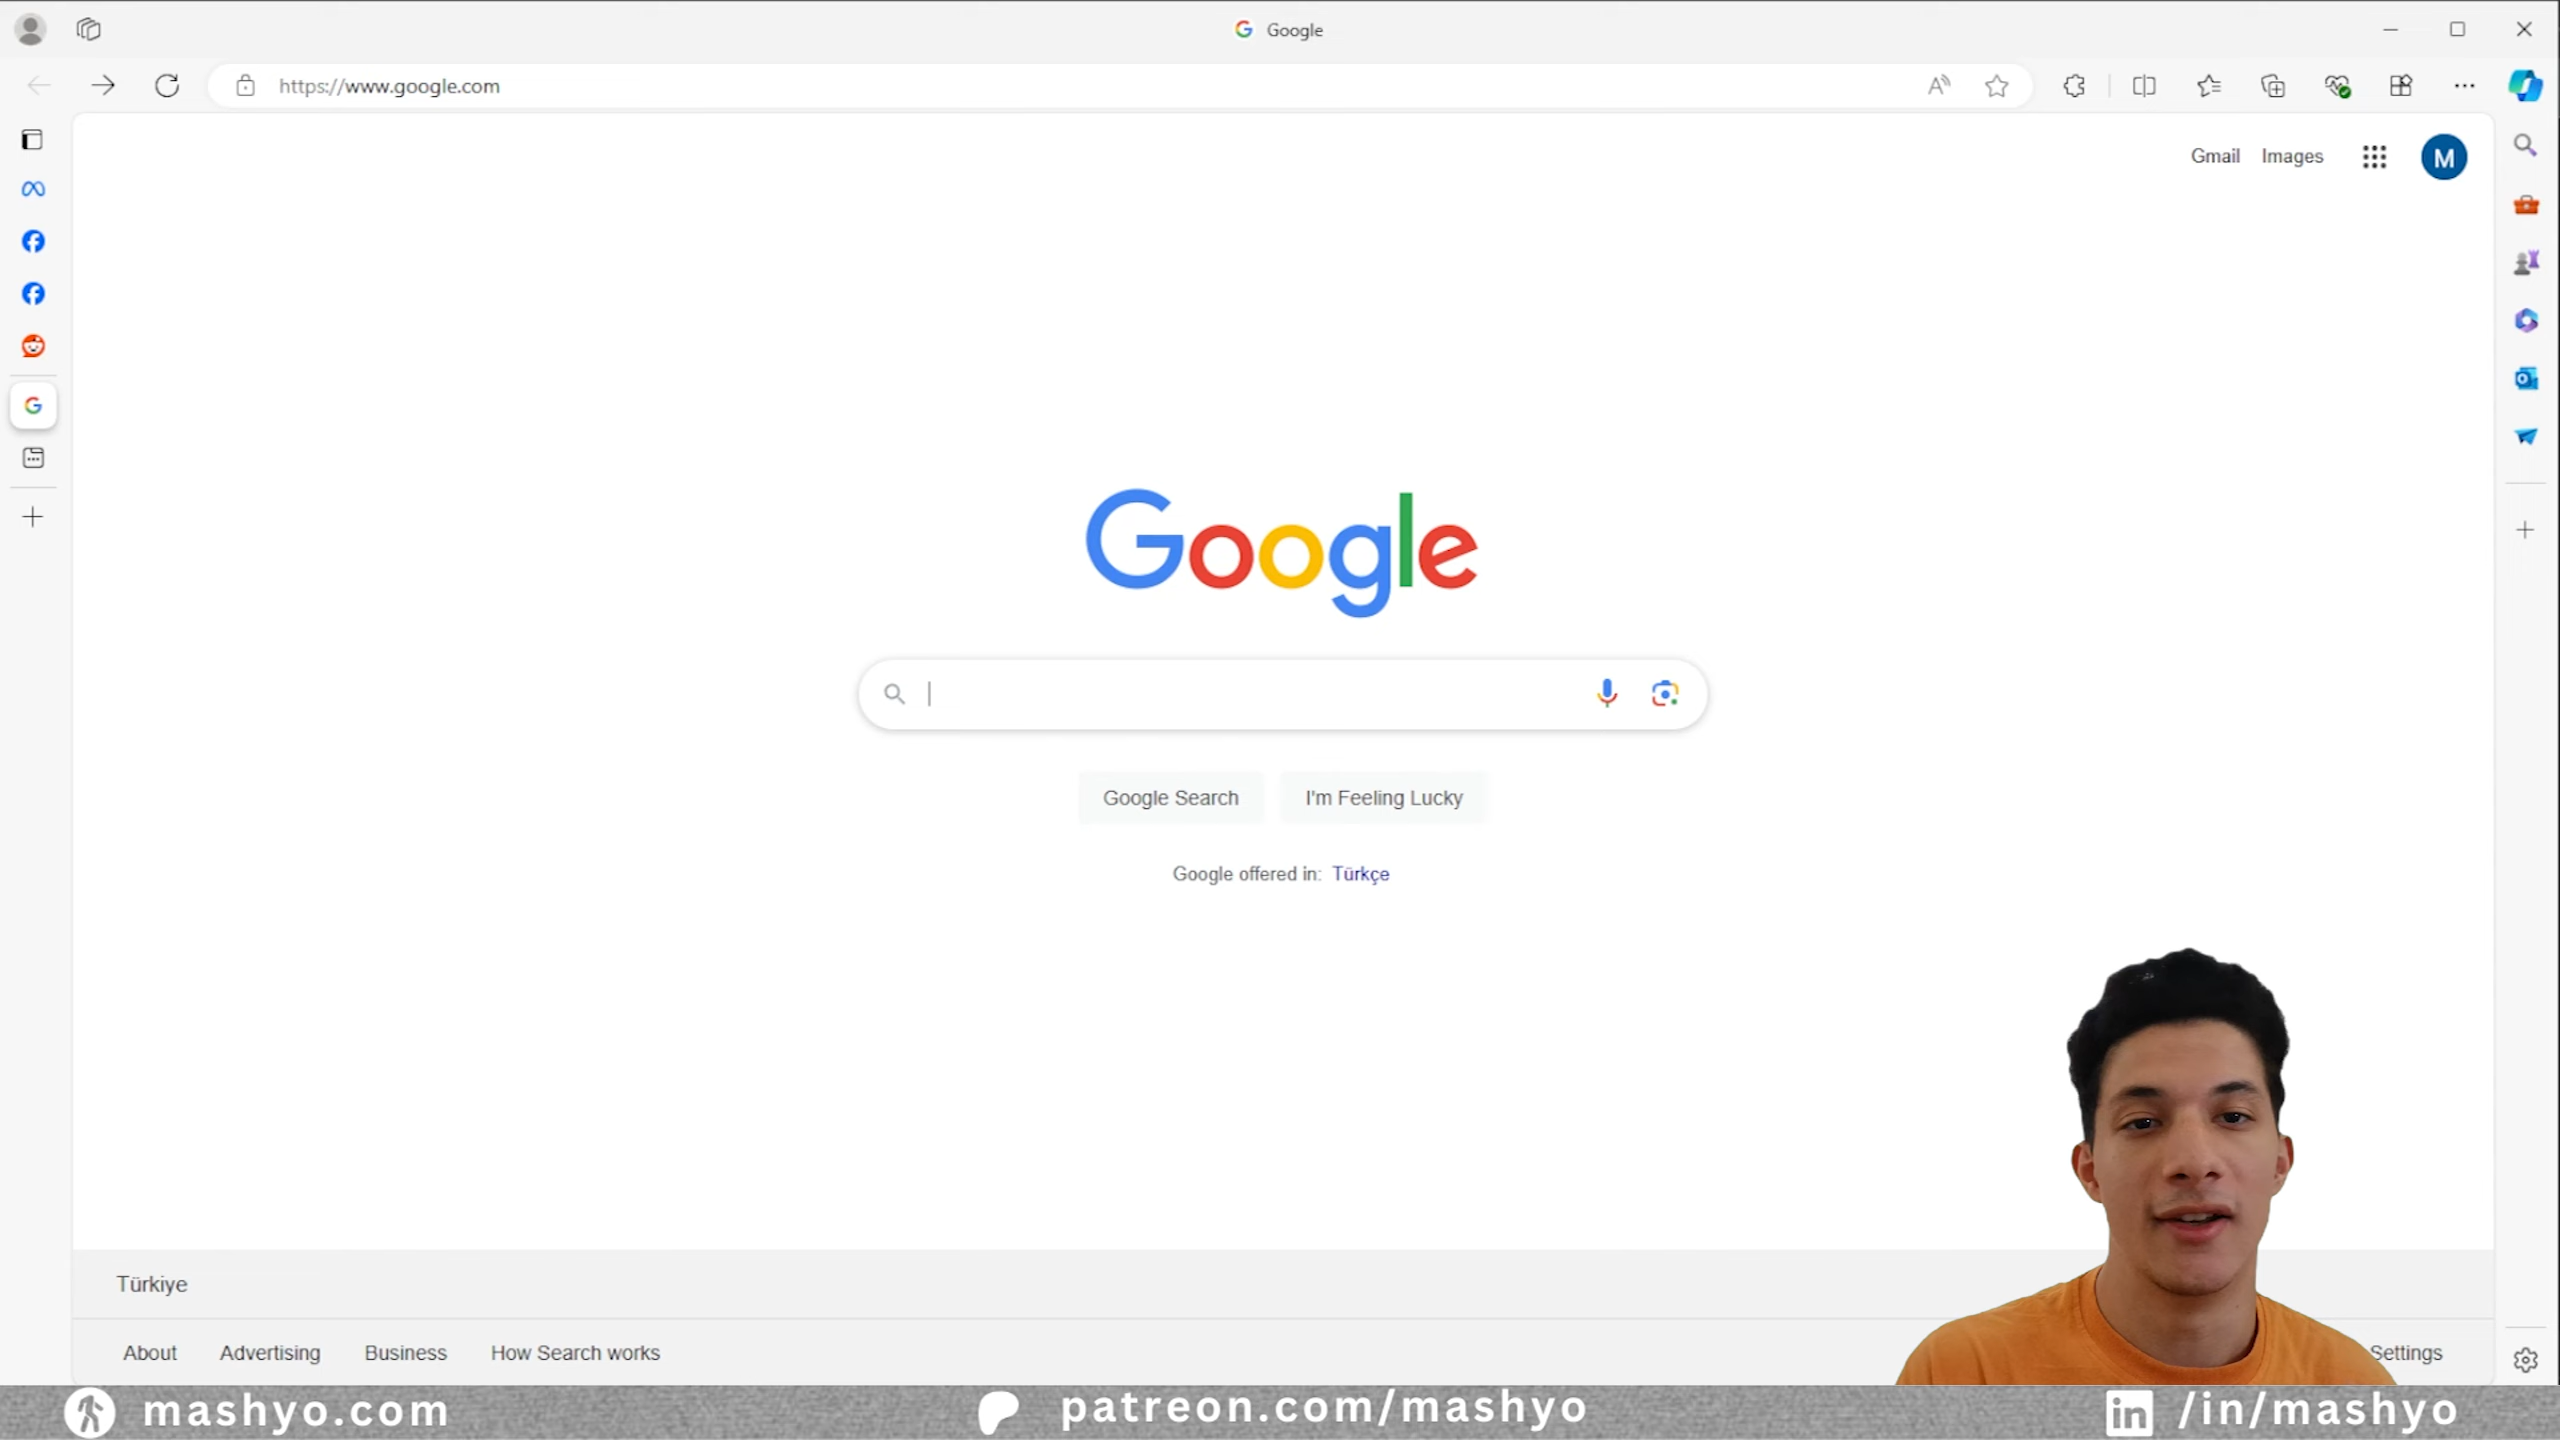 Google
https://www.google.com
Gmail Images
M
Google
Google Search I'm Feeling Lucky
Google offered in: Türkçe
Türkiye
About Advertising Business How Search works Settings
mashyo.com patreon.com/mashyo in /in/mashyo